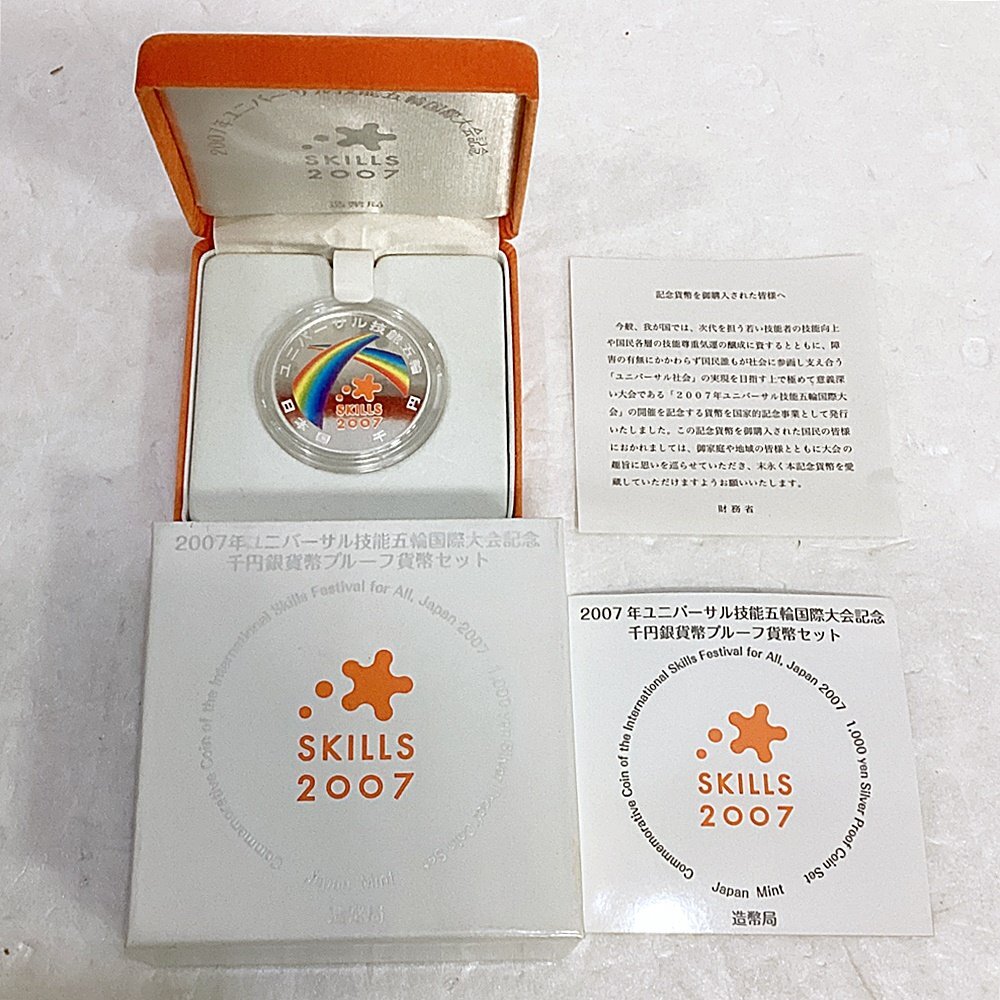 2007年ユニバーサル技能五輪国際大会記念
SKILLS
2007
ユニバーサル技能五輪
SKILLS
2007
日本国 千円
記念貨幣を御購入された皆様へ
今般、我が国では、次代を担う若い技能者の技能向上
や国民各層の技能尊重気運の醸成に資するとともに、障
害の有無にかかわらず国民誰もが社会に参画し支え合う
「ユニバーサル社会」の実現を目指す上で極めて意義深
い大会である「２００７年ユニバーサル技能五輪国際大
会」の開催を記念する貨幣を国家的記念事業として発行
いたしました。この記念貨幣を御購入された国民の皆様
におかれましては、御家庭や地域の皆様とともに大会の
趣旨に思いを巡らせていただき、末永く本記念貨幣を愛
蔵していただけますようお願いいたします。
財務省
2007年ユニバーサル技能五輪国際大会記念
千円銀貨幣プルーフ貨幣セット
Commemorative Coin of the International Skills Festival for All, Japan 2007 1,000 yen Silver Proof Coin Set
SKILLS
2007
Japan Mint
造幣局
2007年ユニバーサル技能五輪国際大会記念
千円銀貨幣プルーフ貨幣セット
Commemorative Coin of the International Skills Festival for All, Japan 2007 1,000 yen Silver Proof Coin Set
SKILLS
2007
Japan Mint
造幣局